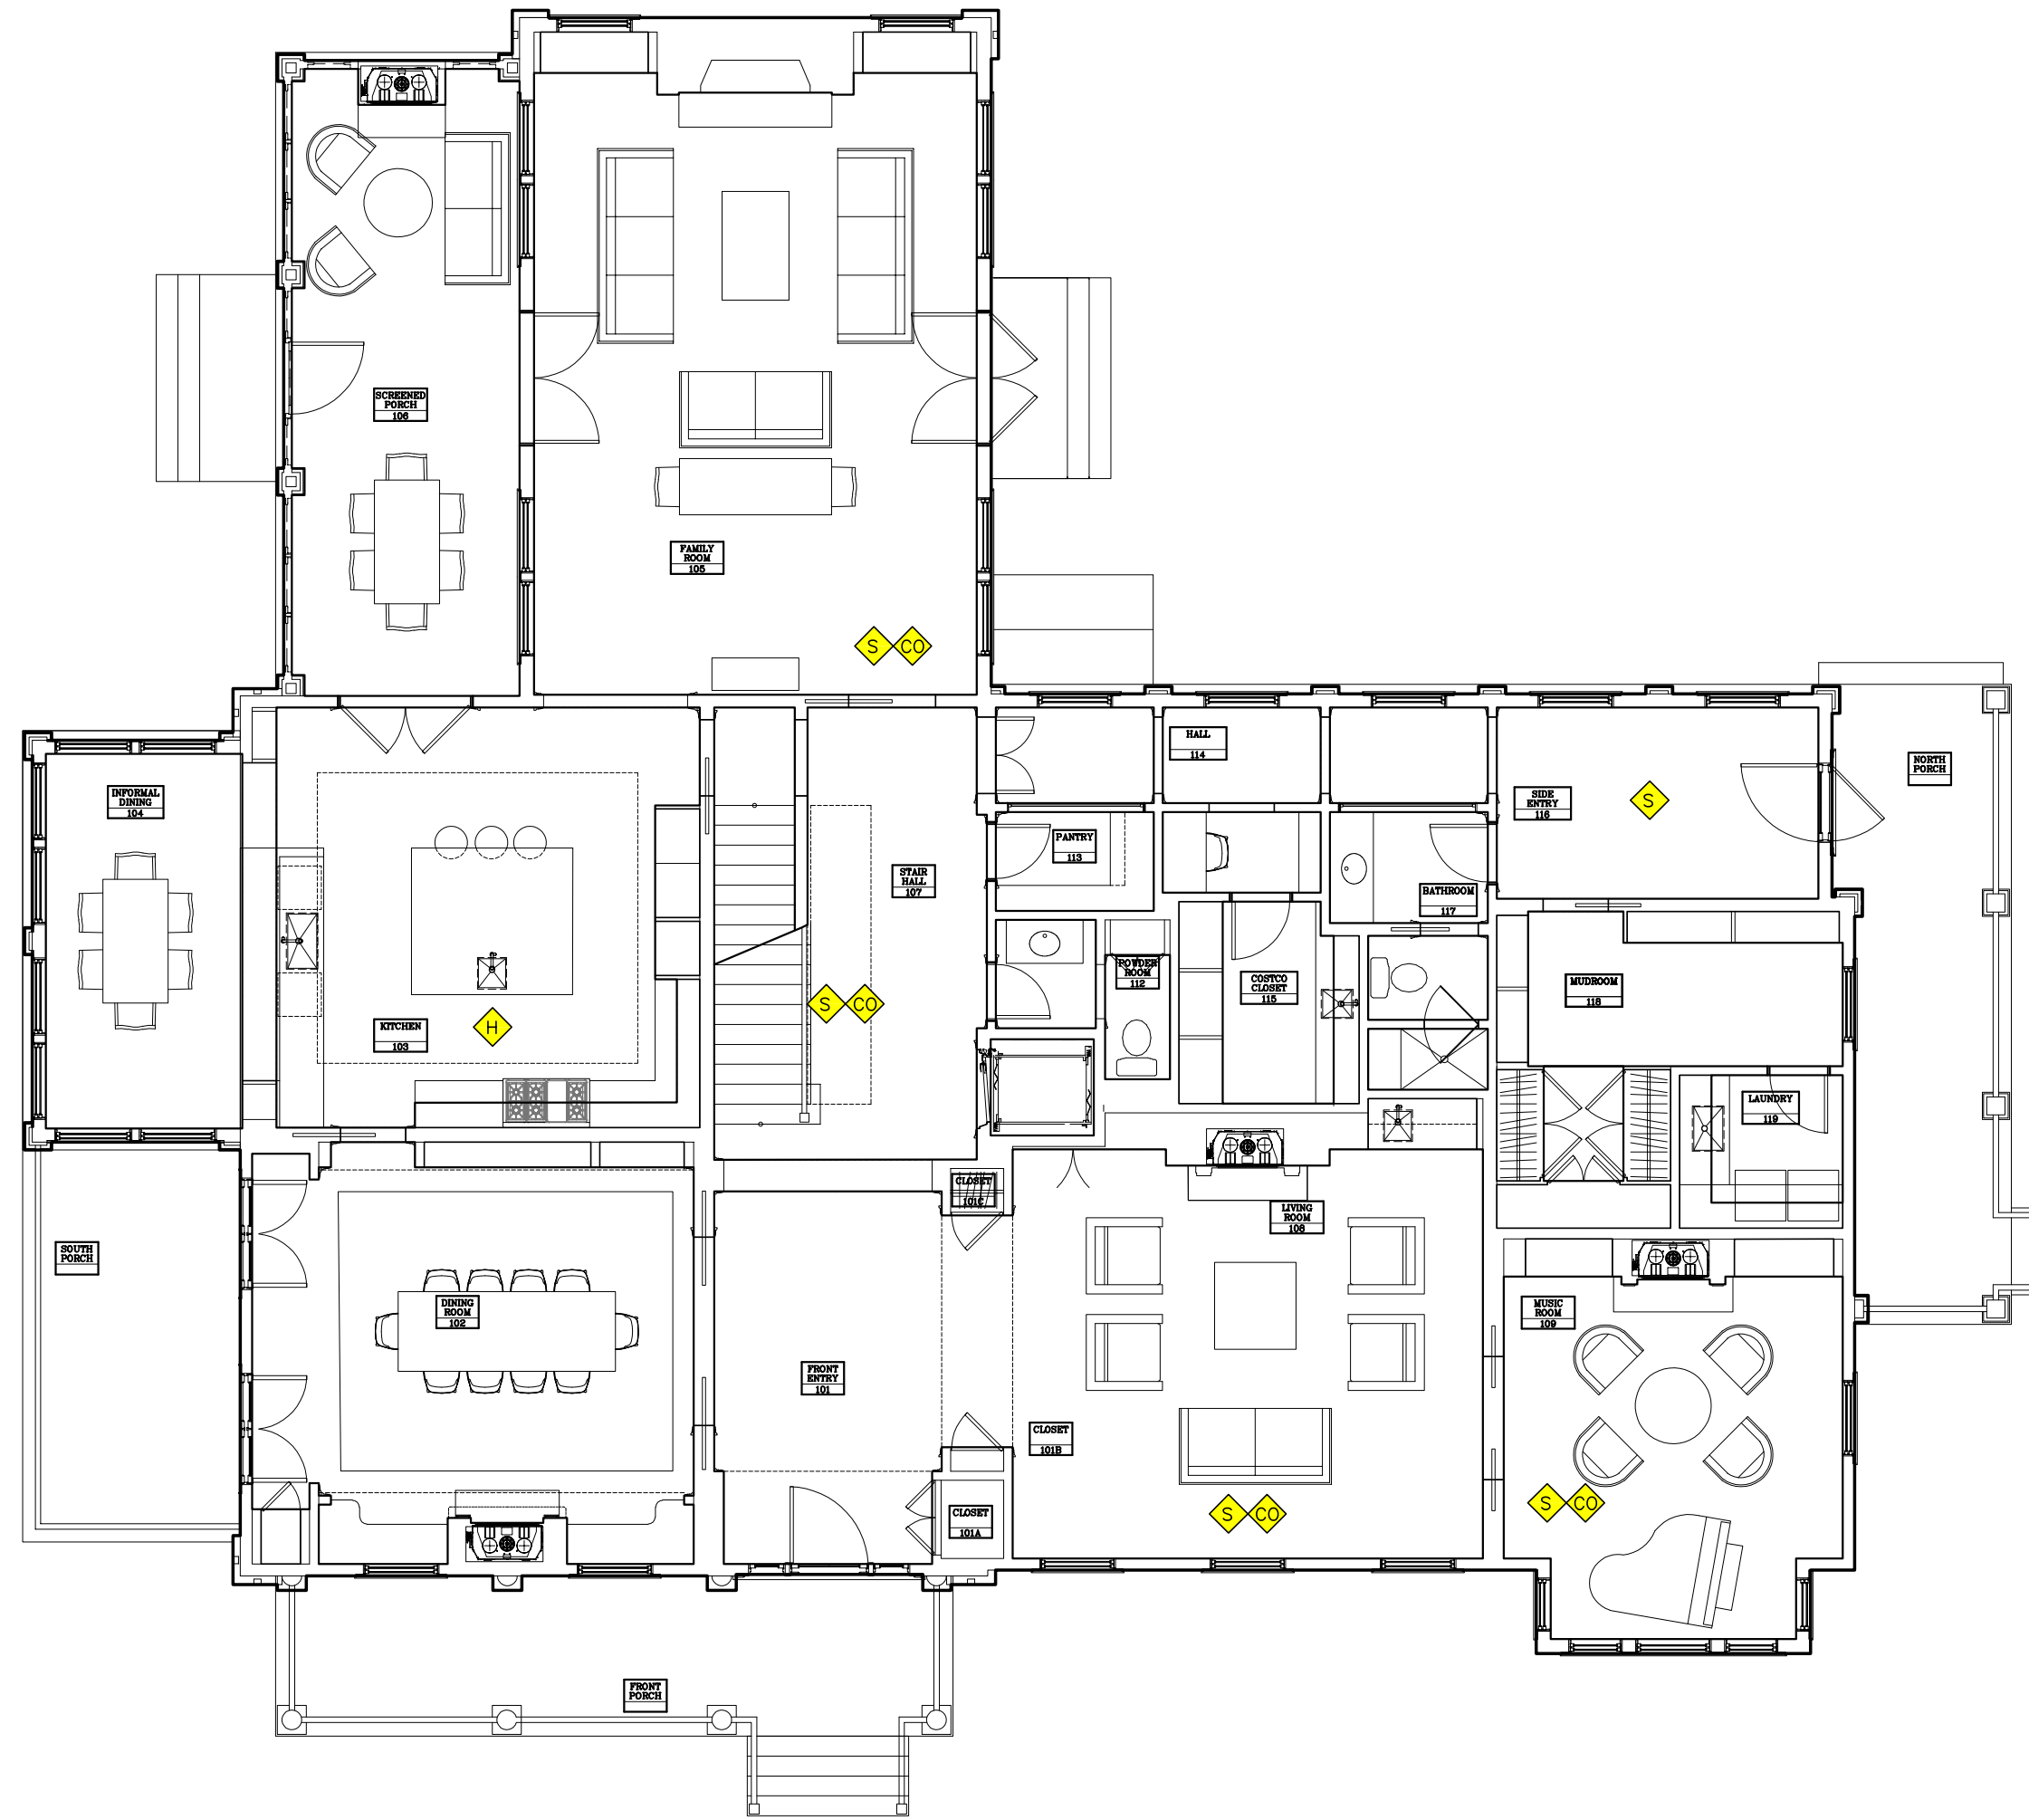 SCREENED
PORCH
106
FAMILY
ROOM
105
S CO
HALL
114
NORTH
PORCH
INFORMAL
DINING
104
SIDE
ENTRY
116
S
PANTRY
113
STAIR
HALL
107
BATHROOM
117
POWDER
ROOM
112
COSTCO
CLOSET
115
MUDROOM
118
S CO
KITCHEN
103
H
LAUNDRY
119
CLOSET
101C
LIVING
ROOM
108
SOUTH
PORCH
DINING
ROOM
102
MUSIC
ROOM
109
FRONT
ENTRY
101
CLOSET
101B
S CO
S CO
CLOSET
101A
FRONT
PORCH